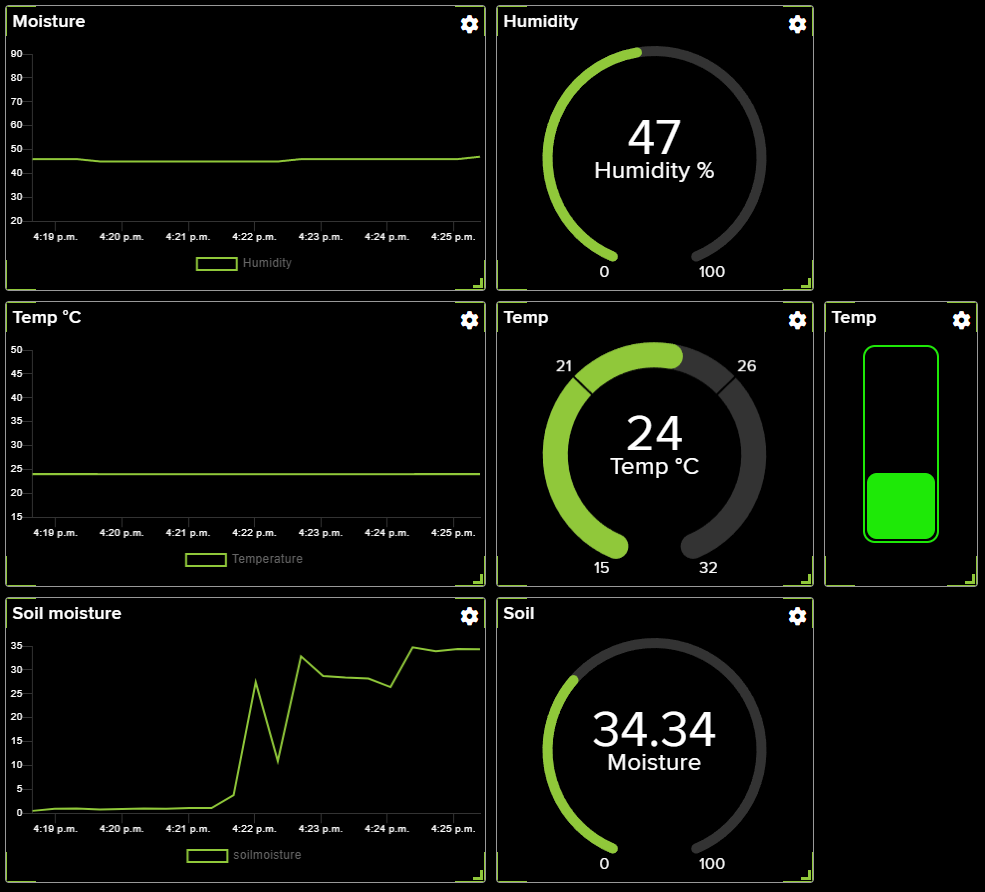 Moisture
90
80
70
60
50
40
30
20
4:19 p.m. 4:20 p.m. 4:21 p.m. 4:22 p.m. 4:23 p.m. 4:24 p.m. 4:25 p.m.
Humidity
Humidity
47
Humidity %
0 100
Temp °C
50
45
40
35
30
25
20
15
4:19 p.m. 4:20 p.m. 4:21 p.m. 4:22 p.m. 4:23 p.m. 4:24 p.m. 4:25 p.m.
Temperature
Temp
21 26
24
Temp °C
15 32
Temp
Soil moisture
35
30
25
20
15
10
5
0
4:19 p.m. 4:20 p.m. 4:21 p.m. 4:22 p.m. 4:23 p.m. 4:24 p.m. 4:25 p.m.
soilmoisture
Soil
34.34
Moisture
0 100